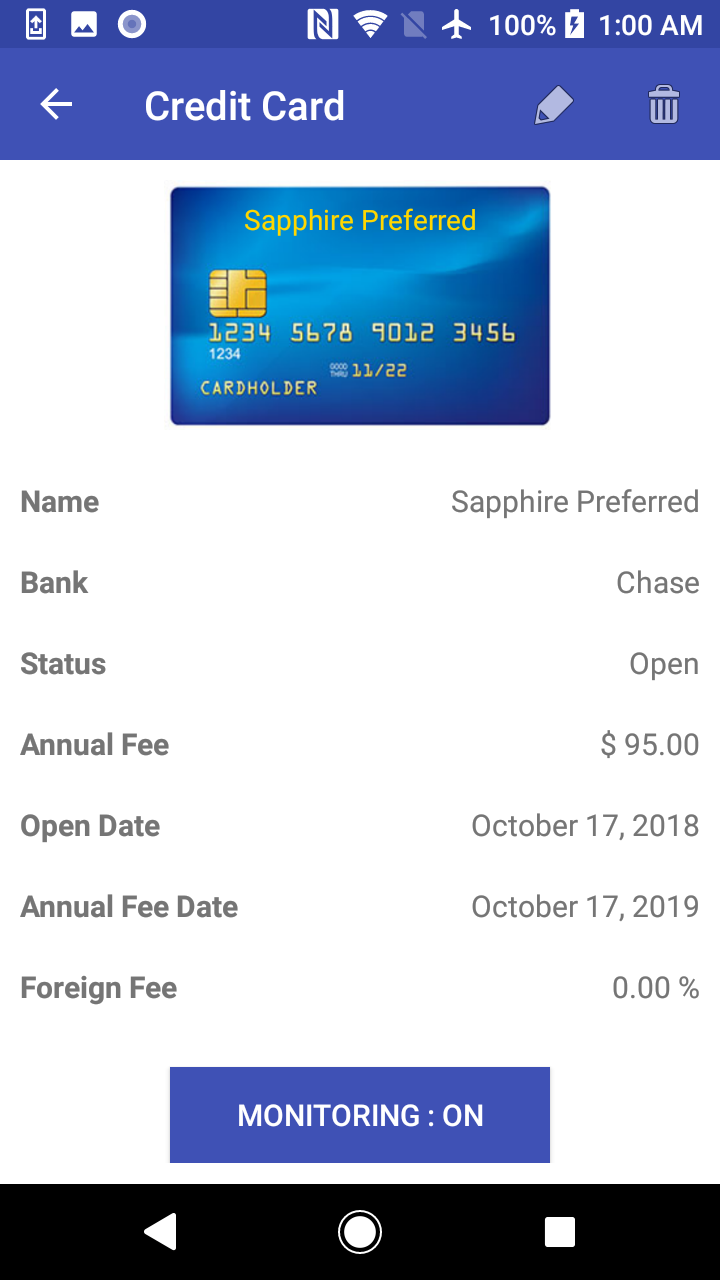 100% 1:00 AM
Credit Card
Sapphire Preferred
1234 5678 9012 3456
1234
GOOD THRU 11/22
CARDHOLDER
Name Sapphire Preferred
Bank Chase
Status Open
Annual Fee $ 95.00
Open Date October 17, 2018
Annual Fee Date October 17, 2019
Foreign Fee 0.00 %
MONITORING : ON